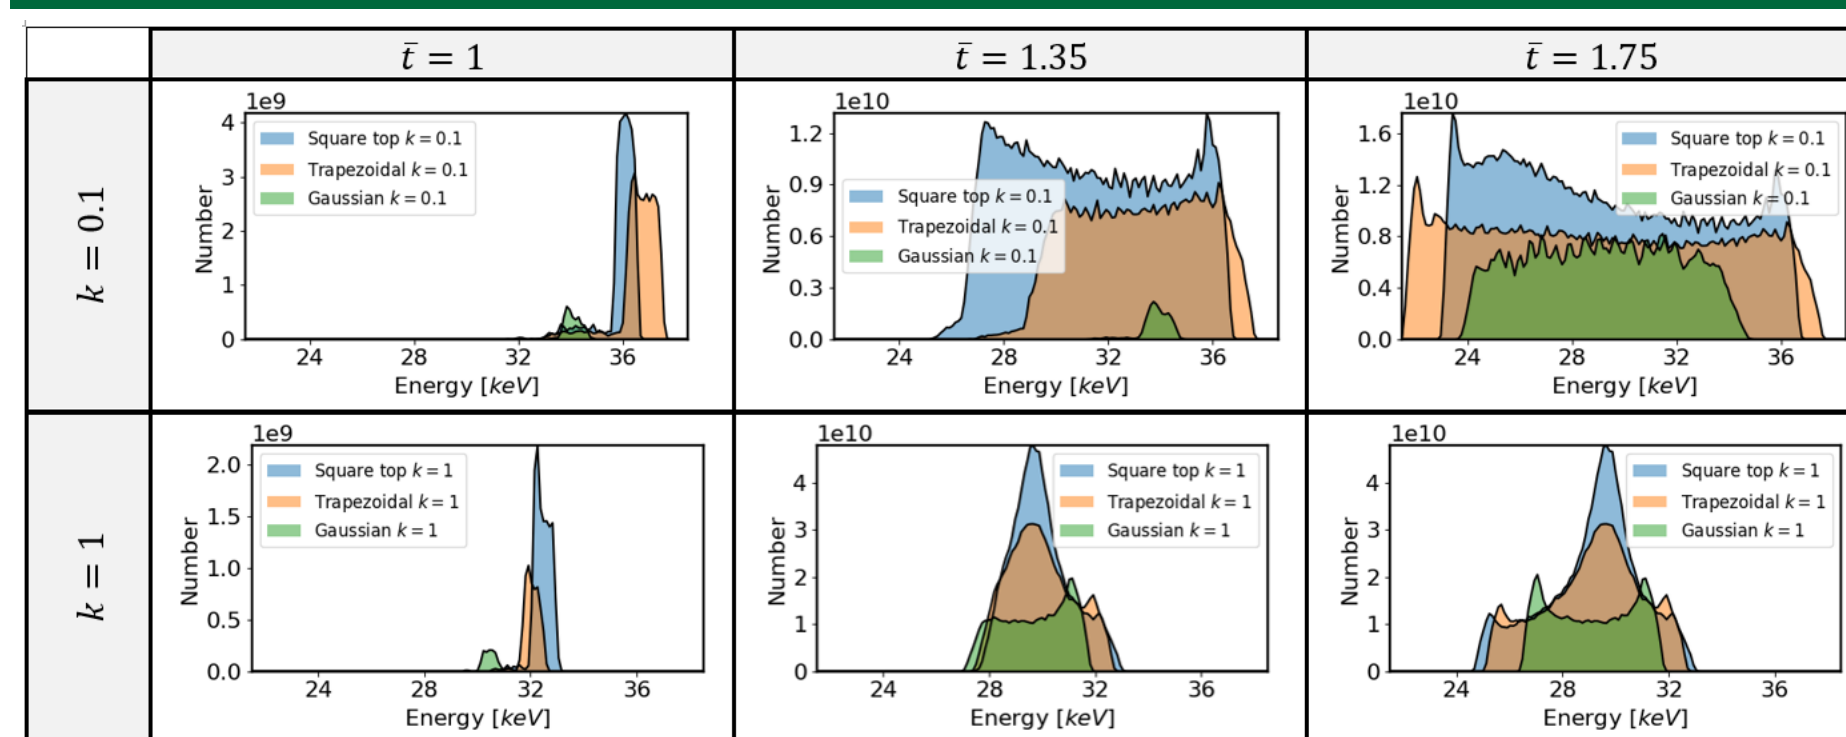 t̄ = 1
t̄ = 1.35
t̄ = 1.75
k = 0.1
1e9
4
3
2
1
0
Number
Square top k = 0.1
Trapezoidal k = 0.1
Gaussian k = 0.1
24 28 32 36
Energy [keV]
1e10
1.2
0.9
0.6
0.3
0.0
Number
Square top k = 0.1
Trapezoidal k = 0.1
Gaussian k = 0.1
24 28 32 36
Energy [keV]
1e10
1.6
1.2
0.8
0.4
0.0
Number
Square top k = 0.1
Trapezoidal k = 0.1
Gaussian k = 0.1
24 28 32 36
Energy [keV]
k = 1
1e9
2.0
1.5
1.0
0.5
0.0
Number
Square top k = 1
Trapezoidal k = 1
Gaussian k = 1
24 28 32 36
Energy [keV]
1e10
4
3
2
1
0
Number
Square top k = 1
Trapezoidal k = 1
Gaussian k = 1
24 28 32 36
Energy [keV]
1e10
4
3
2
1
0
Number
Square top k = 1
Trapezoidal k = 1
Gaussian k = 1
24 28 32 36
Energy [keV]